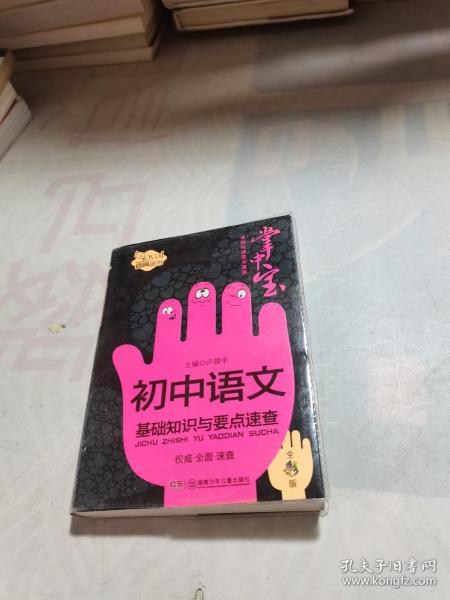 掌中宝
主编◎卢银中
初中语文
基础知识与要点速查
JICHU ZHISHI YU YAODIAN SUCHA
权威·全面·速查
全 版
CS 湖南少年儿童出版社
孔夫子旧书网
www.kongfz.com